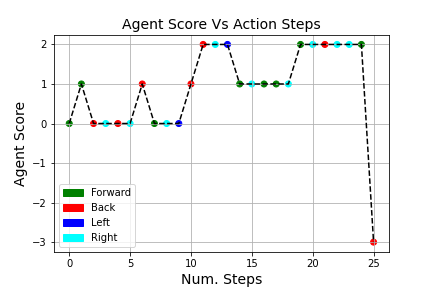 Agent Score Vs Action Steps
Agent Score
2
1
0
−1
−2
−3
Forward
Back
Left
Right
0 5 10 15 20 25
Num. Steps